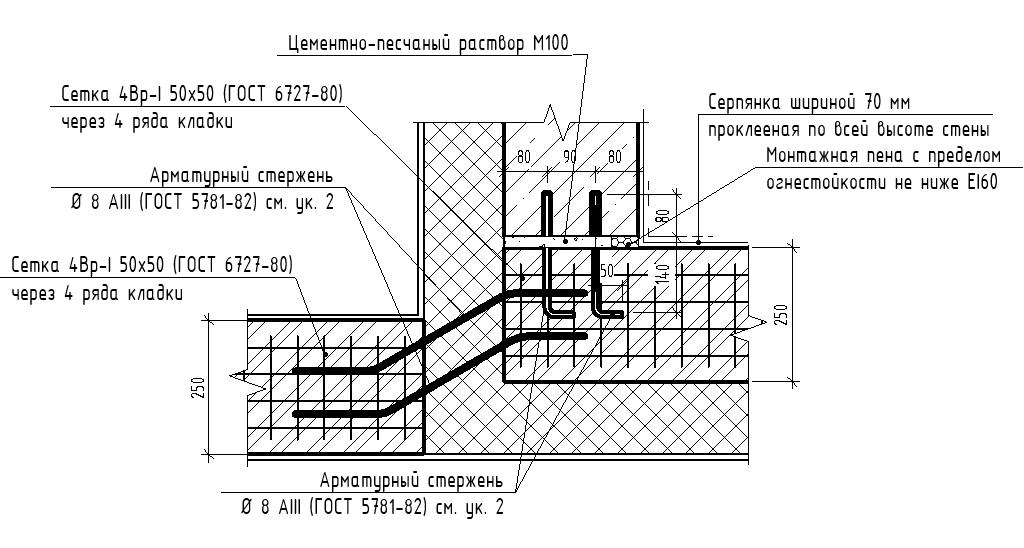 Цементно-песчаный раствор М100
Сетка 4Вр-I 50х50 (ГОСТ 6727-80)
через 4 ряда кладки
Серпянка шириной 70 мм
проклееная по всей высоте стены
Монтажная пена с пределом
огнестойкости не ниже EI60
Арматурный стержень
Ø 8 АIII (ГОСТ 5781-82) см. ук. 2
80 90 80
80
Сетка 4Вр-I 50х50 (ГОСТ 6727-80)
через 4 ряда кладки
50
140
250
250
Арматурный стержень
Ø 8 АIII (ГОСТ 5781-82) см. ук. 2